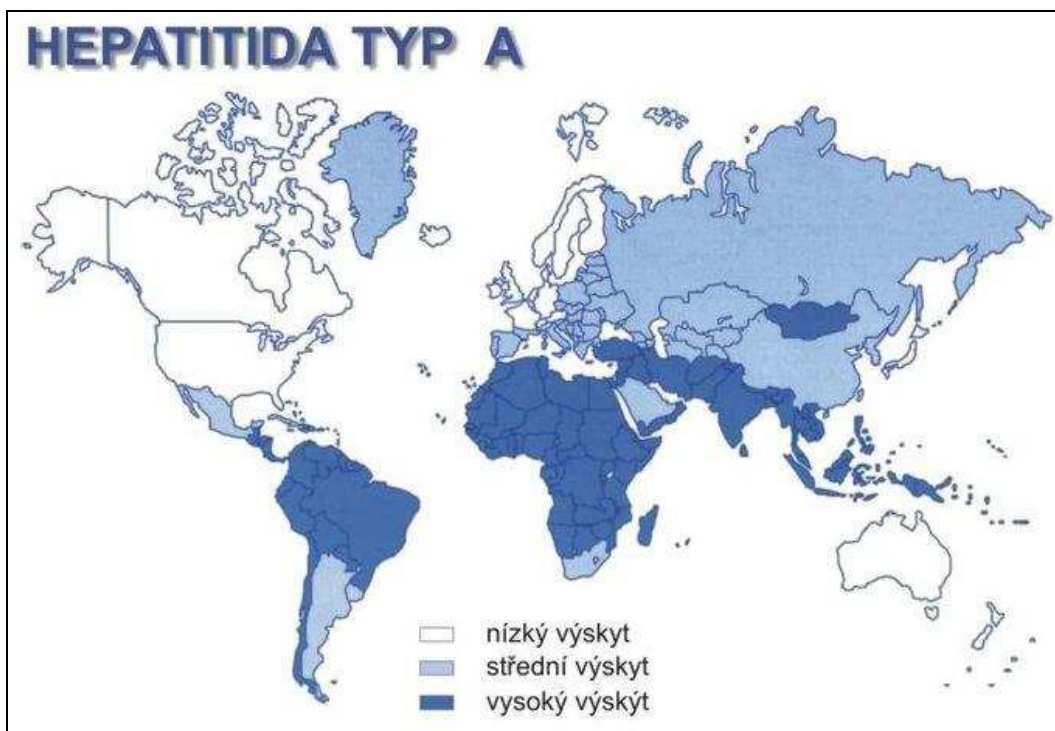 HEPATITIDA TYP A
nízký výskyt
střední výskyt
vysoký výskýt